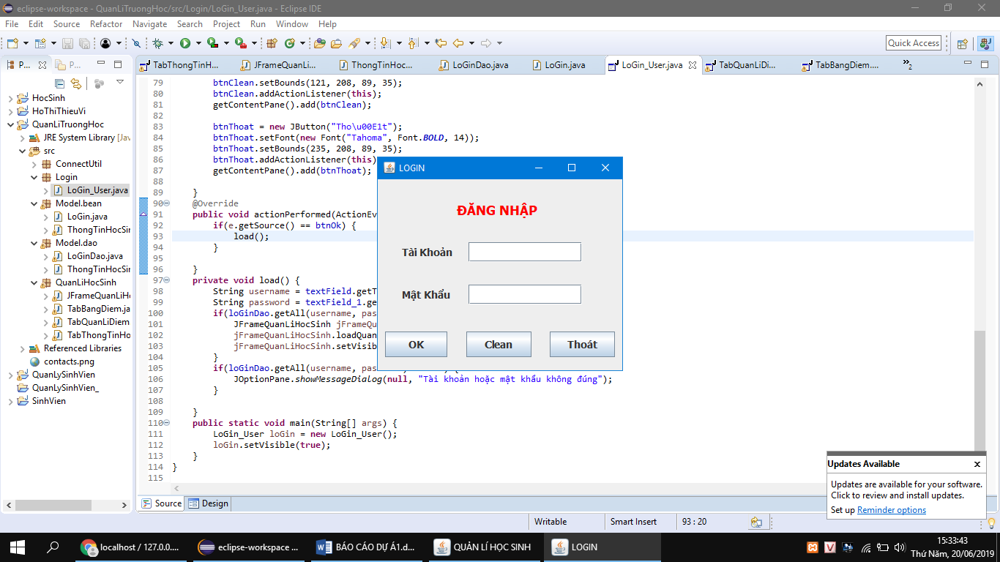 eclipse-workspace - QuanLiTruongHoc/src/Login/LoGin_User.java - Eclipse IDE
File Edit Source Refactor Navigate Search Project Run Window Help
Quick Access
P... P...
TabThongTinH... JFrameQuanLi... ThongTinHoc... LoGinDao.java LoGin.java LoGin_User.java TabQuanLiDi... TabBangDiem.... »2
HocSinh
HoThiThieuVi
QuanLiTruongHoc
JRE System Library [Jav
src
ConnectUtil
Login
LoGin_User.java
Model.bean
LoGin.java
ThongTinHocSin
Model.dao
LoGinDao.java
ThongTinHocSin
QuanLiHocSinh
JFrameQuanLiHo
TabBangDiem.ja
TabQuanLiDiem
TabThongTinHo
Referenced Libraries
contacts.png
QuanLySinhVien
QuanLySinhVien_
SinhVien
79 btnClean.setBounds(121, 208, 89, 35);
80 btnClean.addActionListener(this);
81 getContentPane().add(btnClean);
82
83 btnThoat = new JButton("Tho\u00E1t");
84 btnThoat.setFont(new Font("Tahoma", Font.BOLD, 14));
85 btnThoat.setBounds(235, 208, 89, 35);
86 btnThoat.addActionListener(this)
87 getContentPane().add(btnThoat);
88
89 }
90 @Override
91 public void actionPerformed(ActionEv
92 if(e.getSource() == btnOk) {
93 load();
94 }
95
96 }
97 private void load() {
98 String username = textField.getT
99 String password = textField_1.ge
100 if(loGinDao.getAll(username, pas
101 JFrameQuanLiHocSinh jFrameQu
102 jFrameQuanLiHocSinh.loadQuan
103 jFrameQuanLiHocSinh.setVisib
104 }
105 if(loGinDao.getAll(username, pas
106 JOptionPane.showMessageDialog(null, "Tài khoản hoặc mật khẩu không đúng");
107 }
108
109 }
110 public static void main(String[] args) {
111 LoGin_User loGin = new LoGin_User();
112 loGin.setVisible(true);
113 }
114 }
115
LOGIN
ĐĂNG NHẬP
Tài Khoản
Mật Khẩu
OK Clean Thoát
Updates Available x
Updates are available for your software.
Click to review and install updates.
Set up Reminder options
Source Design
Writable Smart Insert 93 : 20
localhost / 127.0.0.... eclipse-workspace ... BÁO CÁO DỰ Á1.d... QUẢN LÍ HỌC SINH LOGIN
15:33:43
Thứ Năm, 20/06/2019